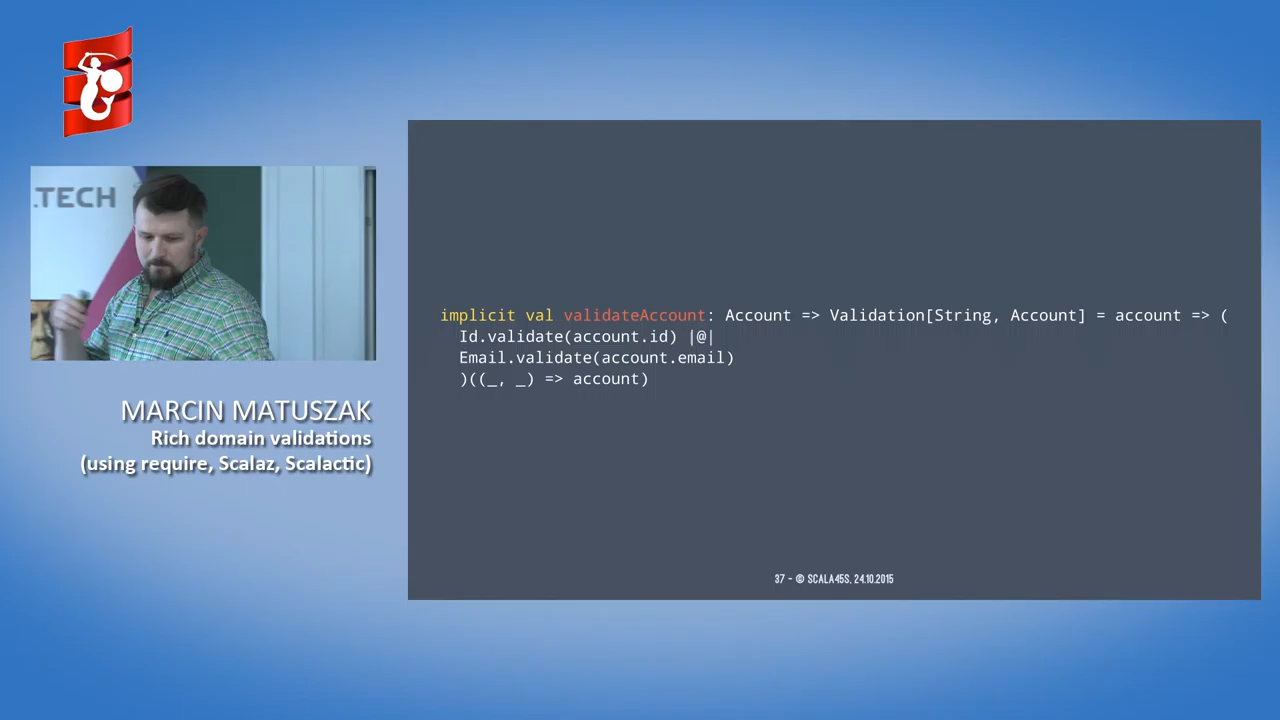 .TECH
MARCIN MATUSZAK
Rich domain validations
(using require, Scalaz, Scalactic)
implicit val validateAccount: Account => Validation[String, Account] = account => (
Id.validate(account.id) |@|
Email.validate(account.email)
)((_, _) => account)
37 - © SCALA45S, 24.10.2015